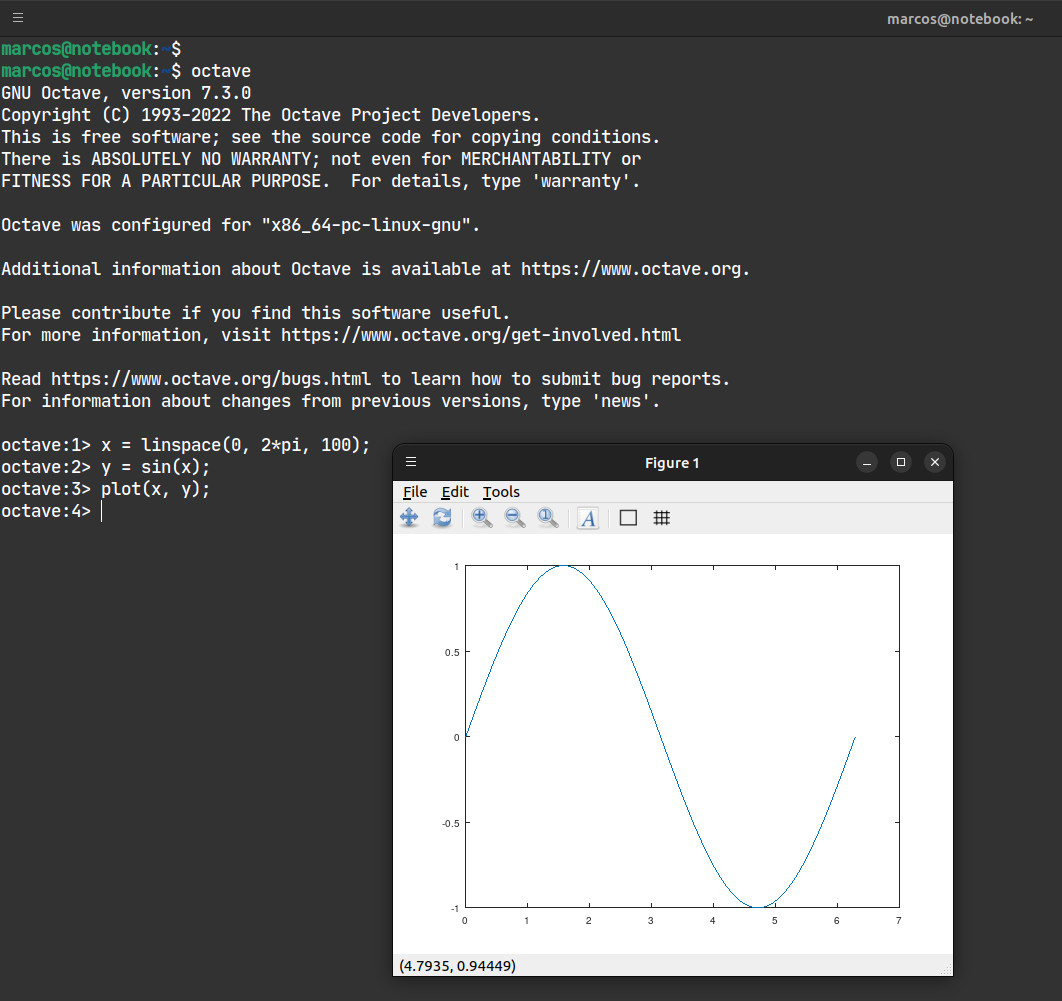 marcos@notebook: ~
marcos@notebook:~$
marcos@notebook:~$ octave
GNU Octave, version 7.3.0
Copyright (C) 1993-2022 The Octave Project Developers.
This is free software; see the source code for copying conditions.
There is ABSOLUTELY NO WARRANTY; not even for MERCHANTABILITY or
FITNESS FOR A PARTICULAR PURPOSE.  For details, type 'warranty'.
Octave was configured for "x86_64-pc-linux-gnu".
Additional information about Octave is available at https://www.octave.org.
Please contribute if you find this software useful.
For more information, visit https://www.octave.org/get-involved.html
Read https://www.octave.org/bugs.html to learn how to submit bug reports.
For information about changes from previous versions, type 'news'.
octave:1> x = linspace(0, 2*pi, 100);
octave:2> y = sin(x);
octave:3> plot(x, y);
octave:4>
Figure 1
File Edit Tools
A
1
0.5
0
-0.5
-1
0 1 2 3 4 5 6 7
(4.7935, 0.94449)